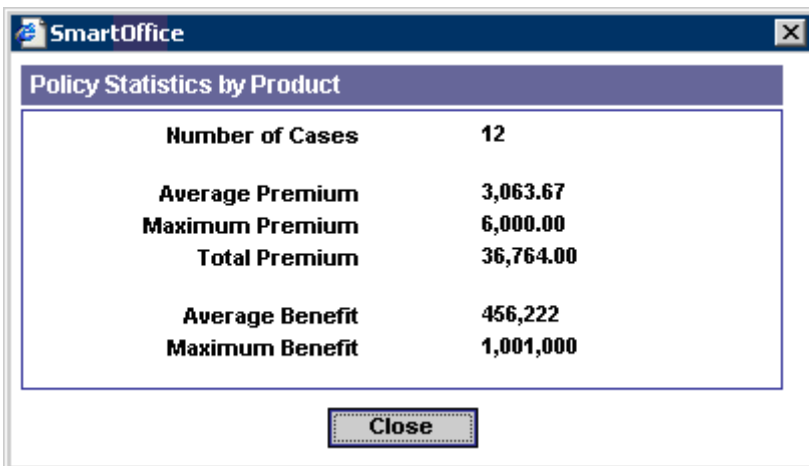 SmartOffice
Policy Statistics by Product
Number of Cases 12
Average Premium 3,063.67
Maximum Premium 6,000.00
Total Premium 36,764.00
Average Benefit 456,222
Maximum Benefit 1,001,000
Close